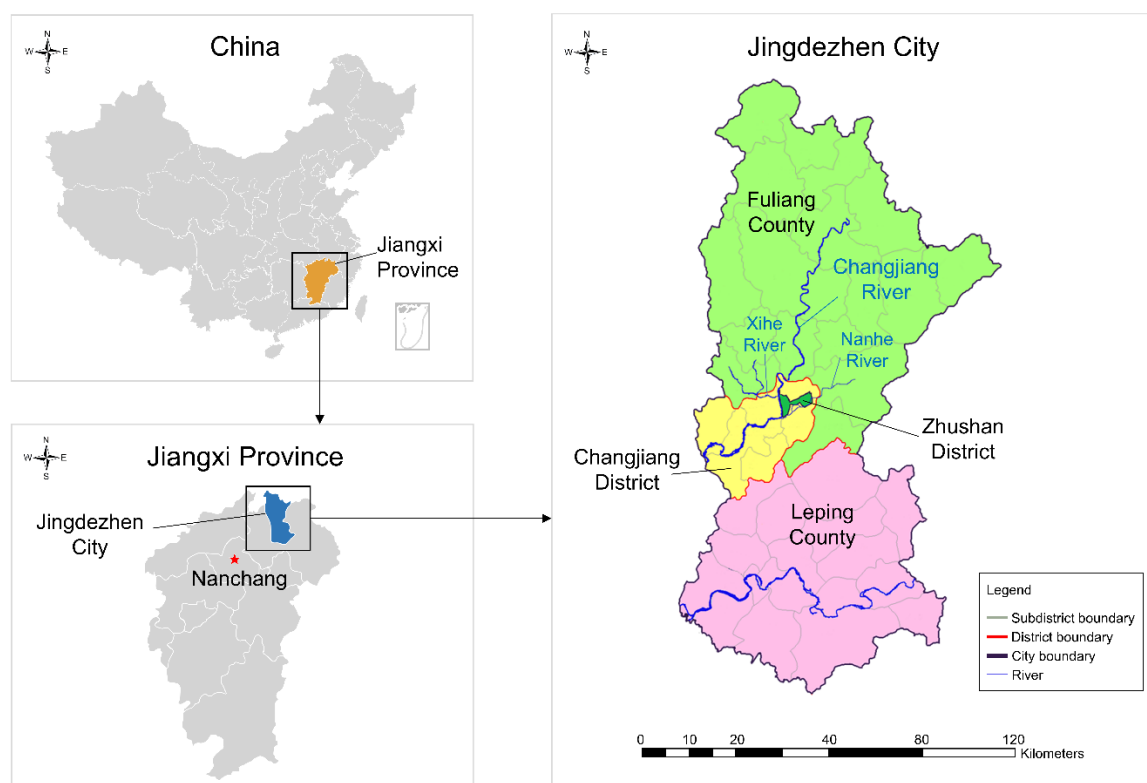 China
N
W E
S
Jiangxi
Province
Jiangxi Province
N
W E
S
Jingdezhen
City
Nanchang
Jingdezhen City
N
W E
S
Fuliang
County
Changjiang
River
Xihe
River
Nanhe
River
Zhushan
District
Changjiang
District
Leping
County
Legend
Subdistrict boundary
District boundary
City boundary
River
0 10 20 40 80 120
Kilometers